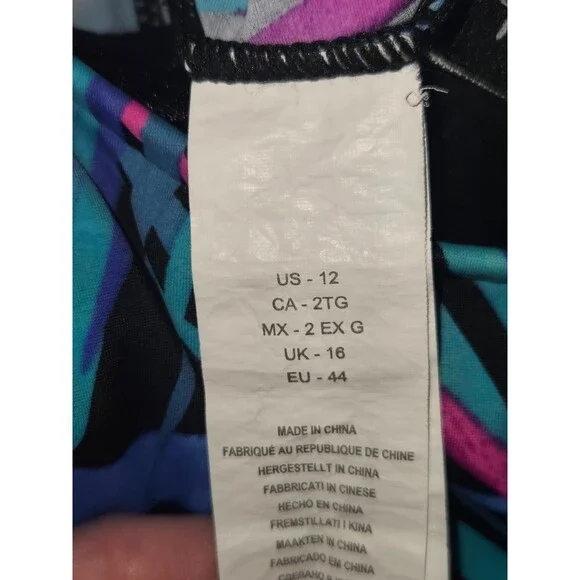 US - 12
CA - 2TG
MX - 2 EX G
UK - 16
EU - 44
MADE IN CHINA
FABRIQUÉ AU REPUBLIQUE DE CHINE
HERGESTELLT IN CHINA
FABBRICATI IN CINESE
HECHO EN CHINA
FREMSTILLATI I KINA
MAAKTEN IN CHINA
FABRICADO EM CHINA